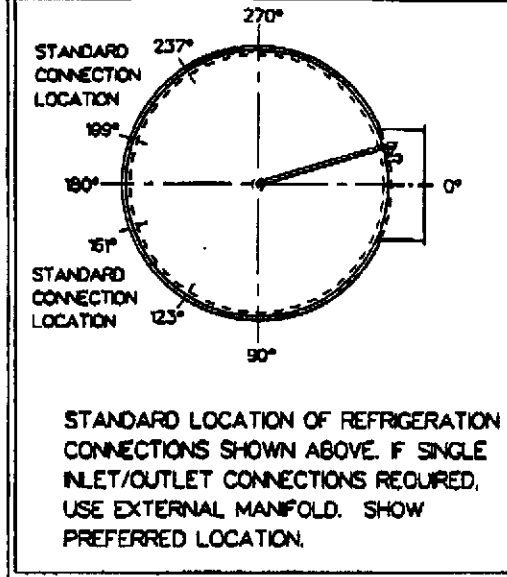 270°
STANDARD 237°
CONNECTION
LOCATION
199°
180° 0°
161°
STANDARD
CONNECTION 123°
LOCATION
90°
STANDARD LOCATION OF REFRIGERATION
CONNECTIONS SHOWN ABOVE. IF SINGLE
INLET/OUTLET CONNECTIONS REQUIRED,
USE EXTERNAL MANIFOLD. SHOW
PREFERRED LOCATION.